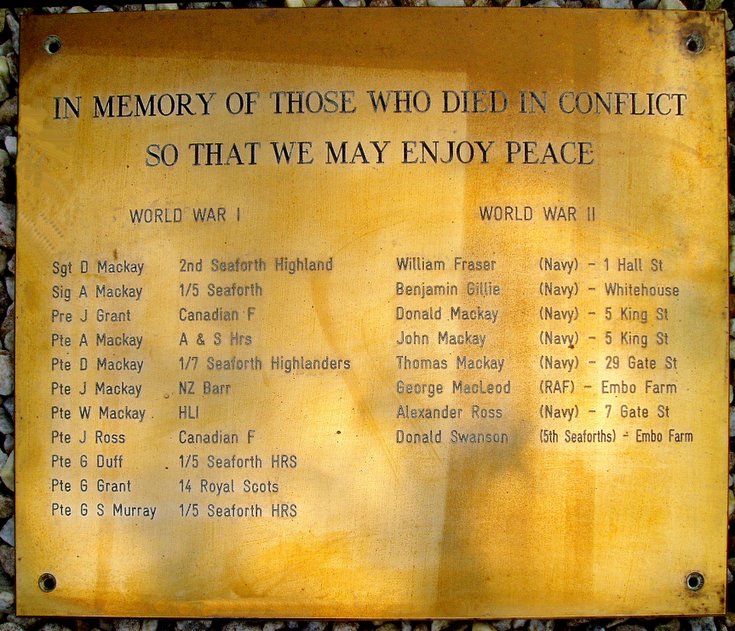 IN MEMORY OF THOSE WHO DIED IN CONFLICT
SO THAT WE MAY ENJOY PEACE
WORLD WAR I
Sgt D Mackay 2nd Seaforth Highland
Sig A Mackay 1/5 Seaforth
Pre J Grant Canadian F
Pte A Mackay A & S Hrs
Pte D Mackay 1/7 Seaforth Highlanders
Pte J Mackay NZ Barr
Pte W Mackay HLI
Pte J Ross Canadian F
Pte G Duff 1/5 Seaforth HRS
Pte G Grant 14 Royal Scots
Pte G S Murray 1/5 Seaforth HRS
WORLD WAR II
William Fraser (Navy) - 1 Hall St
Benjamin Gillie (Navy) - Whitehouse
Donald Mackay (Navy) - 5 King St
John Mackay (Navy) - 5 King St
Thomas Mackay (Navy) - 29 Gate St
George MacLeod (RAF) - Embo Farm
Alexander Ross (Navy) - 7 Gate St
Donald Swanson (5th Seaforths) - Embo Farm